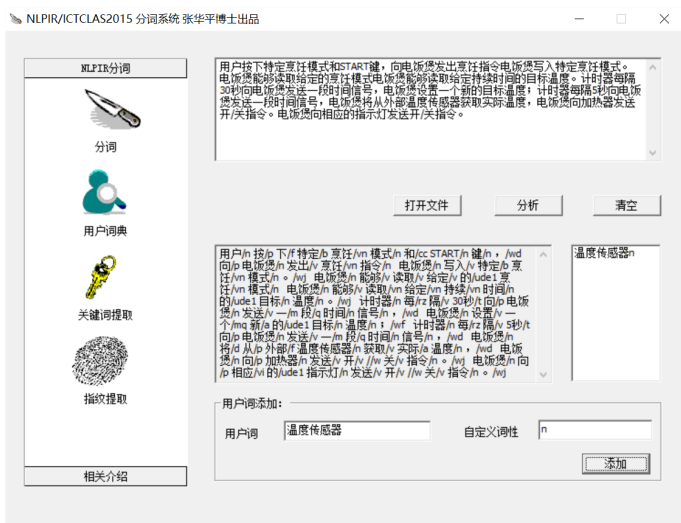 NLPIR/ICTCLAS2015 分词系统 张华平博士出品
NLPIR分词
分词
用户词典
关键词提取
指纹提取
相关介绍
用户按下特定烹饪模式和START键，向电饭煲发出烹饪指令电饭煲写入特定烹饪模式。
电饭煲能够读取给定的烹饪模式电饭煲能够读取给定持续时间的目标温度。计时器每隔
30秒向电饭煲发送一段时间信号，电饭煲设置一个新的目标温度；计时器每隔5秒向电饭
煲发送一段时间信号，电饭煲将从外部温度传感器获取实际温度，电饭煲向加热器发送
开/关指令。电饭煲向相应的指示灯发送开/关指令。
打开文件
分析
清空
用户/n 按/p 下/f 特定/b 烹饪/vn 模式/n 和/cc START/n 键/n ，/wd
向/p 电饭煲/n 发出/v 烹饪/vn 指令/n 电饭煲/n 写入/v 特定/b 烹
饪/vn 模式/n 。/wj 电饭煲/n 能够/v 读取/v 给定/v 的/ude1 烹
饪/vn 模式/n 电饭煲/n 能够/v 读取/vn 给定/vn 持续/vn 时间/n
的/ude1 目标/n 温度/n 。/wj 计时器/n 每/rz 隔/v 30秒/t 向/p 电饭
煲/n 发送/v 一/m 段/q 时间/n 信号/n ，/wd 电饭煲/n 设置/v 一
个/mq 新/a 的/ude1 目标/n 温度/n ；/wf 计时器/n 每/rz 隔/v 5秒/t
向/p 电饭煲/n 发送/v 一/m 段/q 时间/n 信号/n ，/wd 电饭煲/n
将/d 从/p 外部/f 温度传感器/n 获取/v 实际/a 温度/n ，/wd 电饭
煲/n 向/p 加热器/n 发送/v 开/v //w 关/v 指令/n 。/wj 电饭煲/n 向
/p 相应/vi 的/ude1 指示灯/n 发送/v 开/v //w 关/v 指令/n 。/wj
温度传感器n
用户词添加：
用户词
温度传感器
自定义词性
n
添加